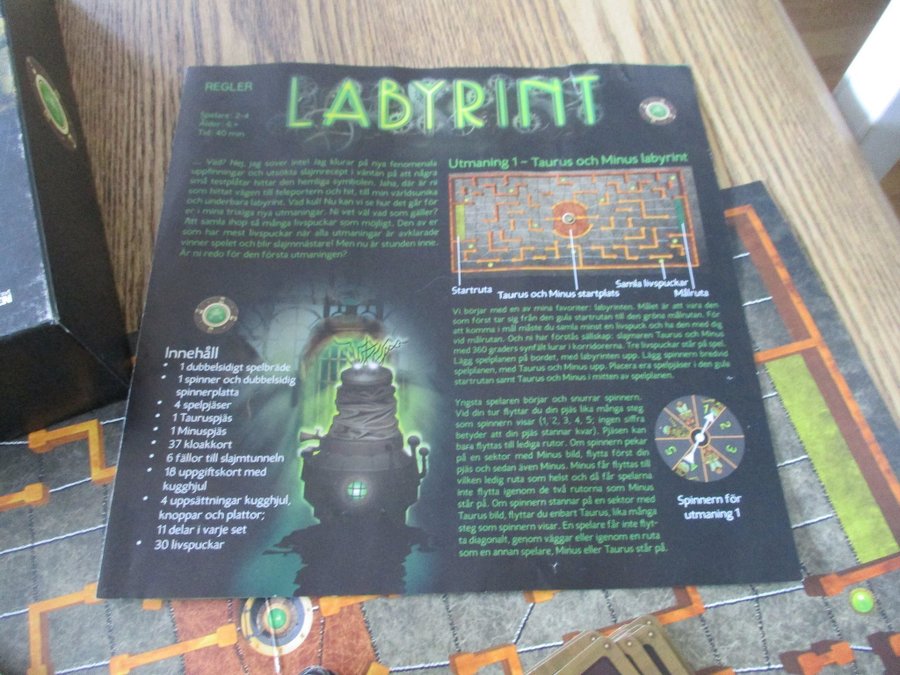 REGLER
LABYRINT
Spelare: 2-4
Ålder: 6 +
Tid: 40 min
... Vad? Nej, jag sover inte! Jag klurar på nya fenomenala
uppfinningar och utsökta slajmrecept i väntan på att några
små testpiloter hittar den hemliga symbolen. Jaha, där är ni
som hittat vägen till teleportern och hit, till min världsunika
och underbara labyrint. Vad kul! Nu kan vi se hur det går för
er i mina tralliga nya utmaningar. Ni vet väl vad som gäller?
Att samla ihop så många livspuckar som möjligt. Den av er
som har mest livspuckar när alla utmaningar är avklarade
vinner spelet och blir slajmmästare! Men nu är stunden inne.
Är ni redo för den första utmaningen?
Innehåll
• 1 dubbelsidigt spelbräde
• 1 spinner och dubbelsidig
spinnerplatta
• 4 spelpjäser
• 1 Tauruspjäs
• 1 Minuspjäs
• 37 kloakkort
• 6 fällor till slajmtunneln
• 18 uppgiftskort med
kugghjul
• 4 uppsättningar kugghjul,
knoppar och plattor;
11 delar i varje set
• 30 livspuckar
Utmaning 1 – Taurus och Minus labyrint
Startruta
Taurus och Minus startplats
Samla livspuckar
Målruta
Vi börjar med en av mina favoriter: labyrinten. Målet är att vara den
som först tar sig från den gula startrutan till den gröna målrutan. För
att komma i mål måste du samla minst en livspuck och ha den med dig
vid målrutan. Och ni har förstås sällskap: slajmaren Taurus och Minus
med 360 graders synfält lurar i korridorerna. Tre livspuckar står på spel.
Lägg spelplanen på bordet, med labyrinten upp. Lägg spinnern bredvid
spelplanen, med Taurus och Minus upp. Placera era spelpjäser i den gula
startrutan samt Taurus och Minus i mitten av spelplanen.
Yngsta spelaren börjar och snurrar spinnern.
Vid din tur flyttar du din pjäs lika många steg
som spinnern visar (1, 2, 3, 4, 5; ingen siffra
betyder att din pjäs stannar kvar). Pjäsen kan
bara flyttas till lediga rutor. Om spinnern pekar
på en sektor med Minus bild, flytta först din
pjäs och sedan även Minus. Minus får flyttas till
vilken ledig ruta som helst och då får spelarna
inte flytta igenom de två rutorna som Minus
står på. Om spinnern stannar på en sektor med
Taurus bild, flyttar du enbart Taurus, lika många
steg som spinnern visar. En spelare får inte flyt-
ta diagonalt, genom väggar eller igenom en ruta
som en annan spelare, Minus eller Taurus står på.
Spinnern för
utmaning 1